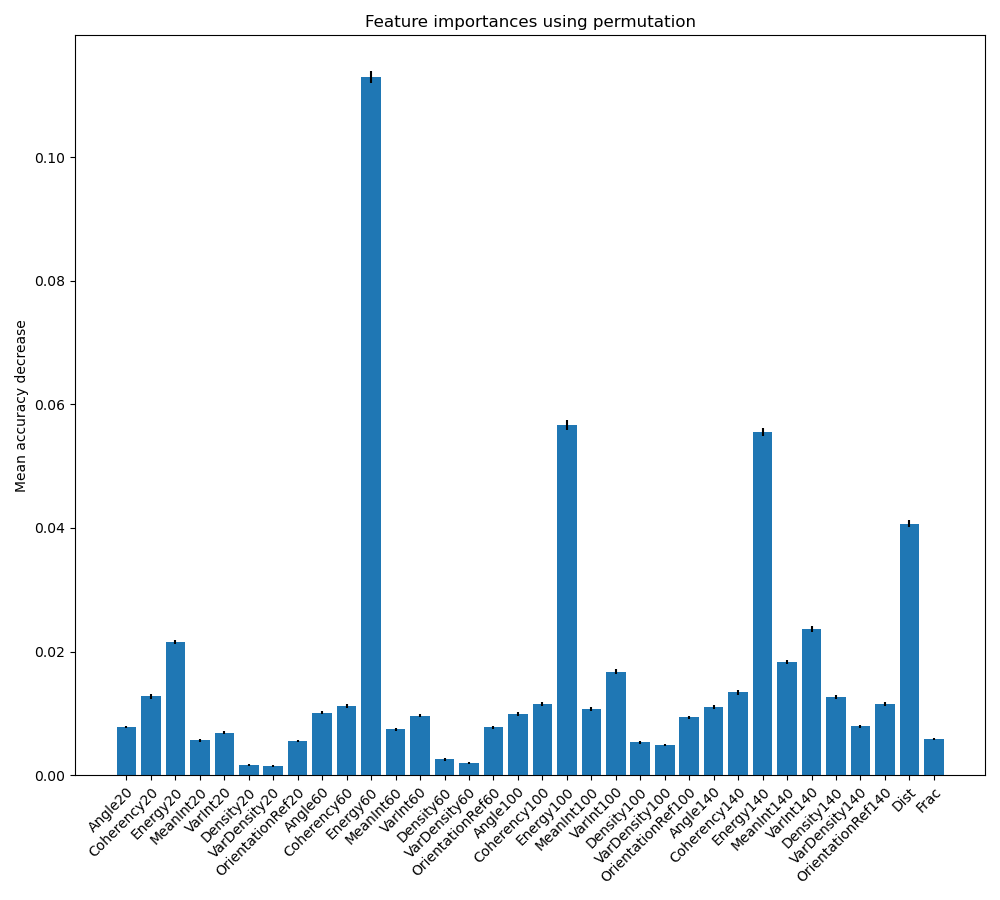 Feature importances using permutation
Mean accuracy decrease
0.10
0.08
0.06
0.04
0.02
0.00
Angle20
Coherency20
Energy20
MeanInt20
VarInt20
Density20
VarDensity20
OrientationRef20
Angle60
Coherency60
Energy60
MeanInt60
VarInt60
Density60
VarDensity60
OrientationRef60
Angle100
Coherency100
Energy100
MeanInt100
VarInt100
Density100
VarDensity100
OrientationRef100
Angle140
Coherency140
Energy140
MeanInt140
VarInt140
Density140
VarDensity140
OrientationRef140
Dist
Frac